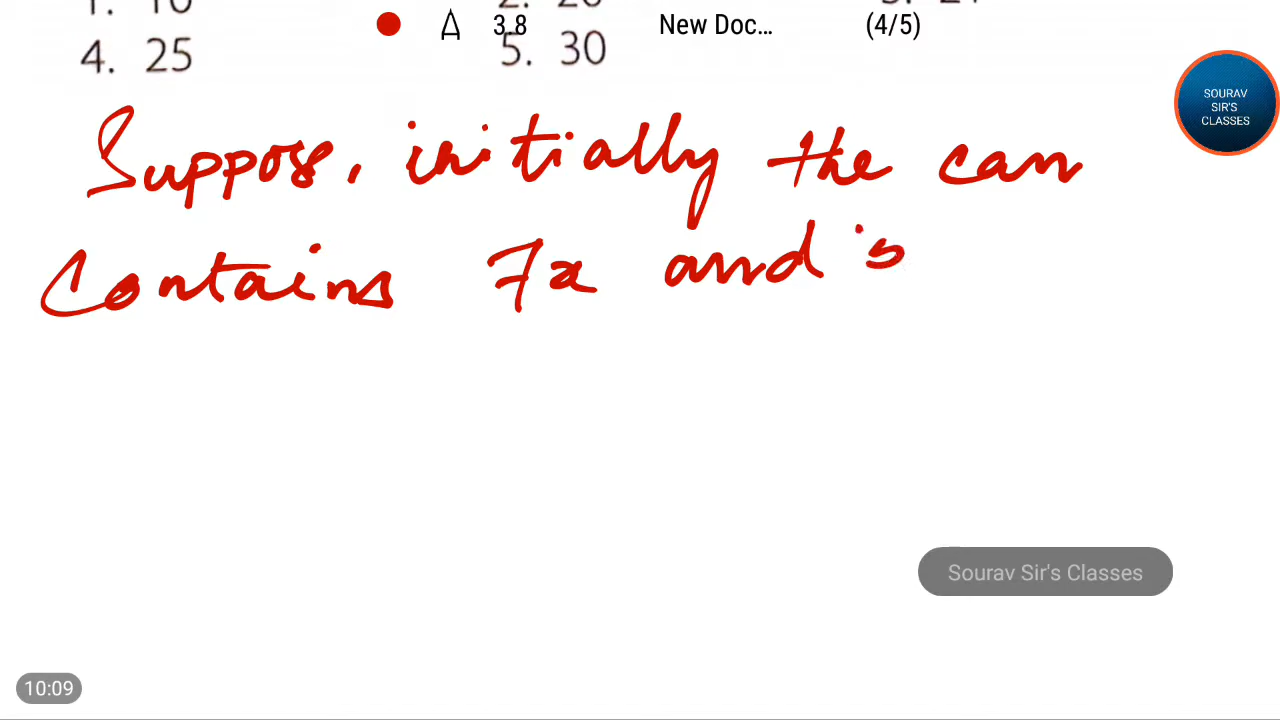 3.8 New Doc... (4/5)
4. 25 5. 30
SOURAV
SIR'S
CLASSES
Suppose, initially the can
Contains 7x and 5
Sourav Sir's Classes
10:09